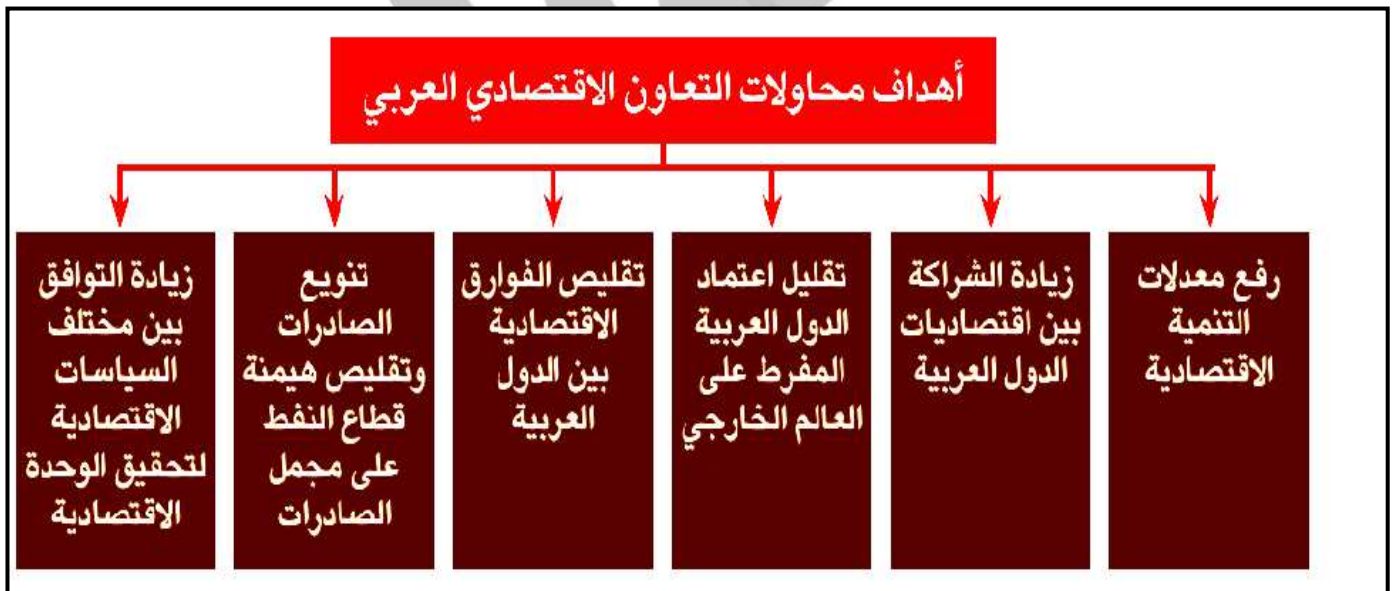 أهداف محاولات التعاون الاقتصادي العربي
رفع معدلات
التنمية
الاقتصادية
زيادة الشراكة
بين اقتصاديات
الدول العربية
تقليل اعتماد
الدول العربية
المفرط على
العالم الخارجي
تقليص الفوارق
الاقتصادية
بين الدول
العربية
تنويع
الصادرات
وتقليص هيمنة
قطاع النفط
على مجمل
الصادرات
زيادة التوافق
بين مختلف
السياسات
الاقتصادية
لتحقيق الوحدة
الاقتصادية